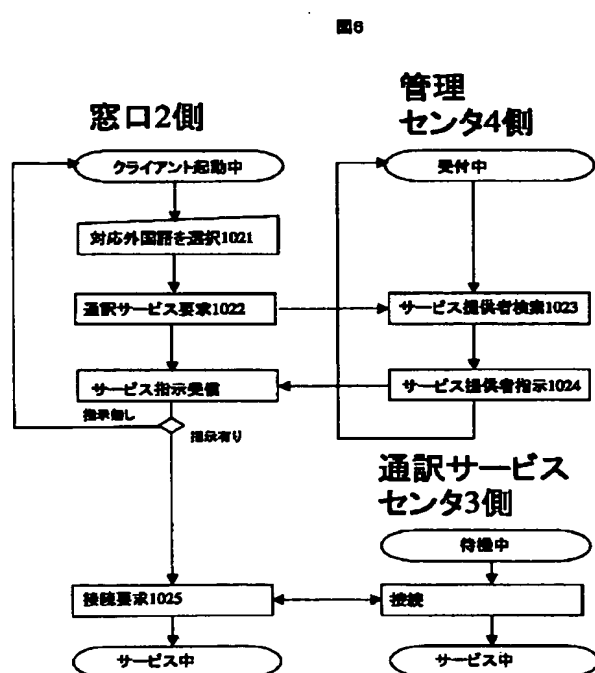 図6
窓口2側
管理
センタ4側
クライアント起動中
受付中
対応外国語を選択1021
通訳サービス要求1022
サービス提供者検索1023
サービス指示受信
サービス提供者指示1024
指示無し
指示有り
通訳サービス
センタ3側
待機中
接続要求1025
接続
サービス中
サービス中